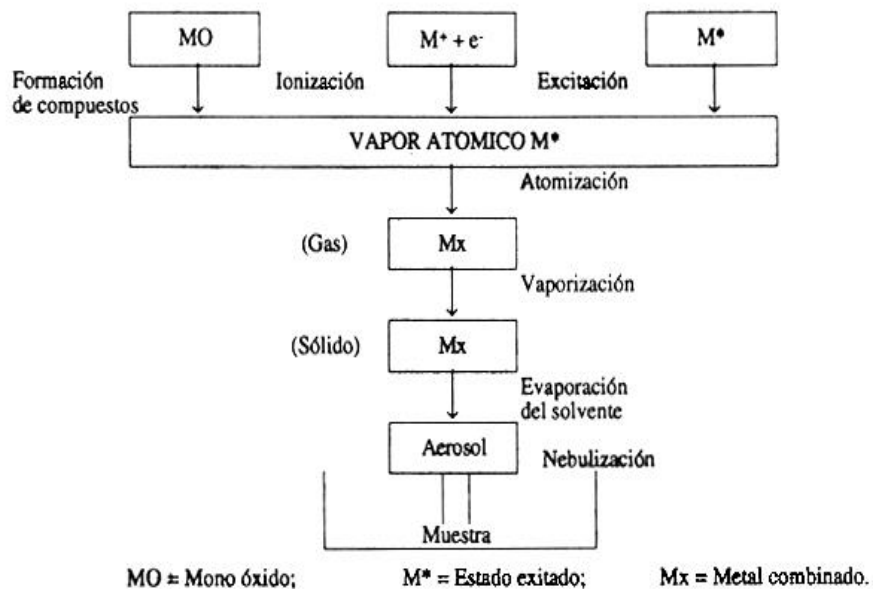 MO
M⁺ + e⁻
M*
Formación
de compuestos
Ionización
Excitación
VAPOR ATOMICO M*
Atomización
(Gas)
Mx
Vaporización
(Sólido)
Mx
Evaporación
del solvente
Aerosol
Nebulización
Muestra
MO = Mono óxido; M* = Estado exitado; Mx = Metal combinado.